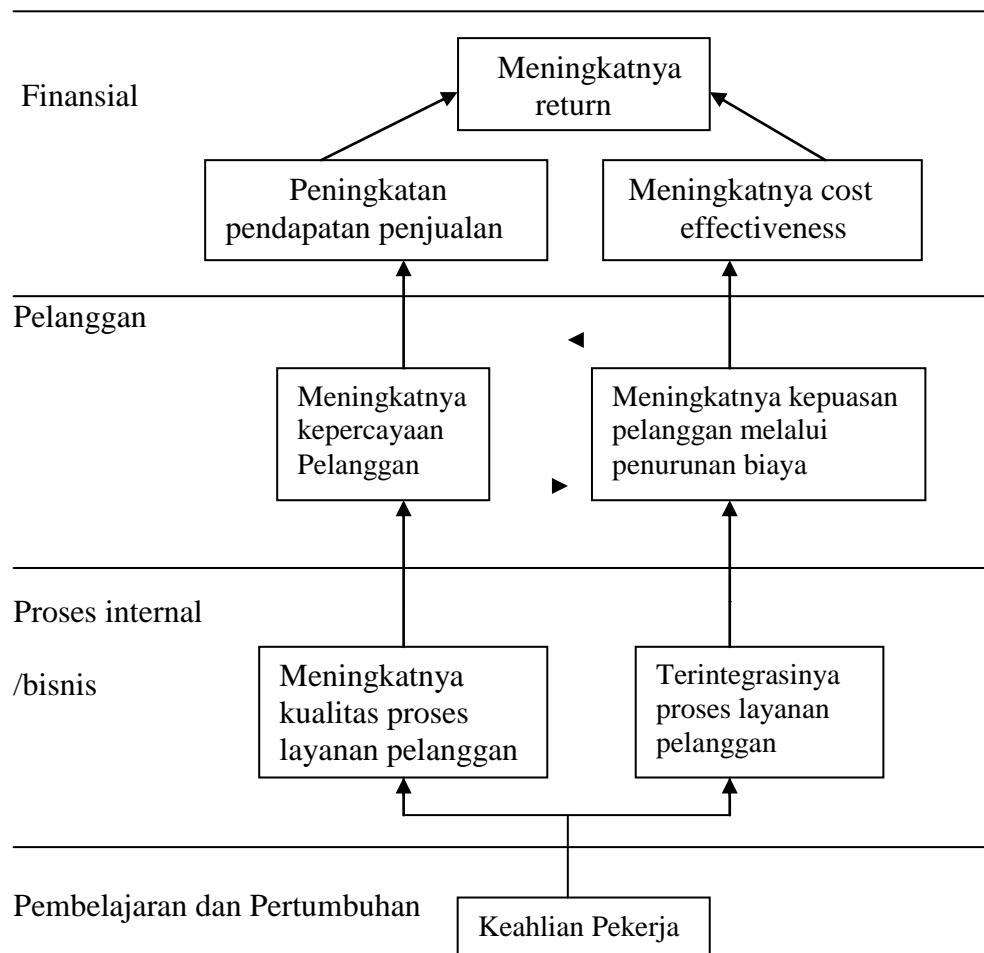 Meningkatnya
return
Finansial
Peningkatan
pendapatan penjualan
Meningkatnya cost
effectiveness
Pelanggan
Meningkatnya
kepercayaan
Pelanggan
Meningkatnya kepuasan
pelanggan melalui
penurunan biaya
Proses internal
/bisnis
Meningkatnya
kualitas proses
layanan pelanggan
Terintegrasinya
proses layanan
pelanggan
Pembelajaran dan Pertumbuhan
Keahlian Pekerja